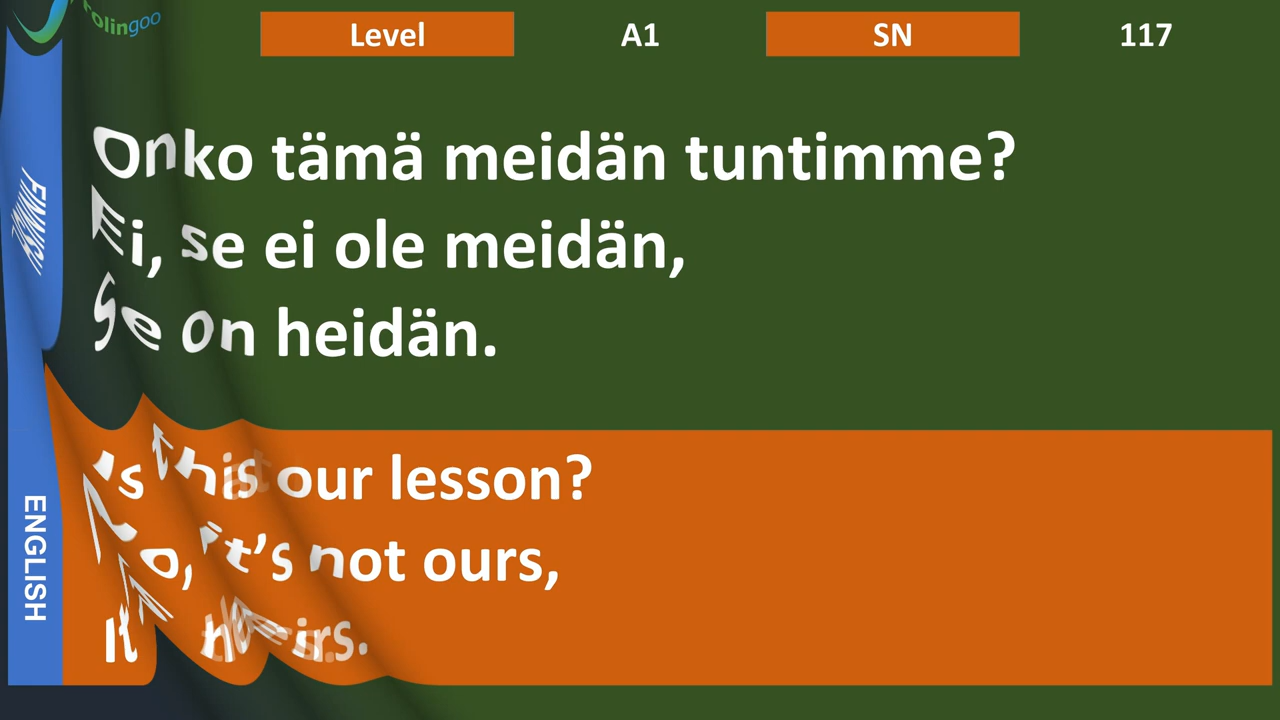 Level A1 SN 117
Onko tämä meidän tuntimme?
Ei, se ei ole meidän,
Se on heidän.
FINNISH
Is this our lesson?
No, it's not ours,
It theirs.
ENGLISH